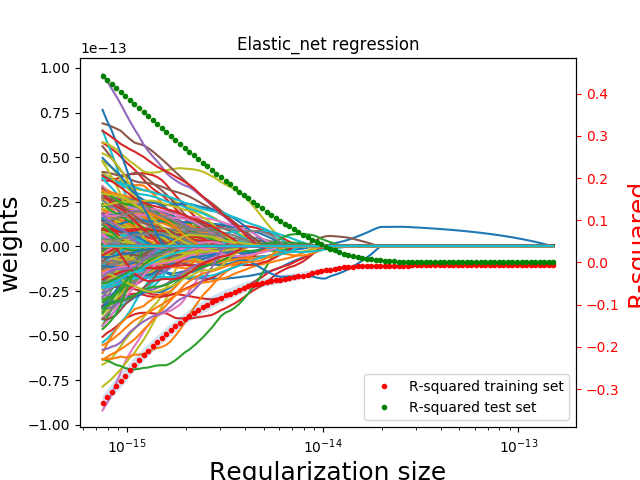 Elastic_net regression
1e−13
1.00
0.75
0.50
0.25
0.00
−0.25
−0.50
−0.75
−1.00
weights
0.4
0.3
0.2
0.1
0.0
−0.1
−0.2
−0.3
R-squared
R-squared training set
R-squared test set
10⁻¹⁵ 10⁻¹⁴ 10⁻¹³
Regularization size